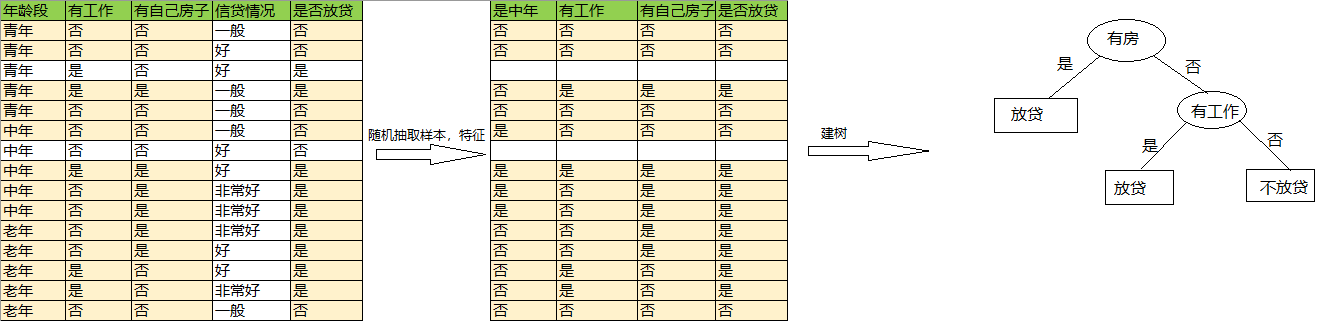 年龄段 有工作 有自己房子 信贷情况 是否放贷
青年 否 否 一般 否
青年 否 否 好 否
青年 是 否 好 是
青年 是 是 一般 是
青年 否 否 一般 否
中年 否 否 一般 否
中年 否 否 好 否
中年 是 是 好 是
中年 否 是 非常好 是
中年 否 是 非常好 是
老年 否 是 非常好 是
老年 否 是 好 是
老年 是 否 好 是
老年 是 否 非常好 是
老年 否 否 一般 否
随机抽取样本，特征
是中年 有工作 有自己房子 是否放贷
否 否 否 否
否 否 否 否
否 是 是 是
否 否 否 否
是 否 否 否
是 是 是 是
是 否 是 是
是 否 是 是
否 否 是 是
否 否 是 是
否 是 否 是
否 是 否 是
否 否 否 否
建树
有房
是 否
放贷 有工作
是 否
放贷 不放贷